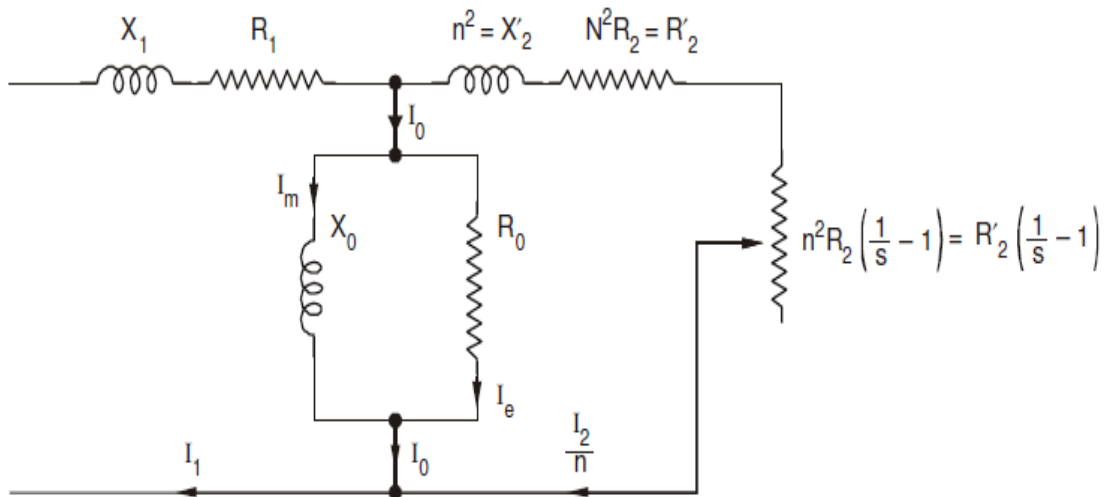 X₁
R₁
n² = X′₂
N²R₂ = R′₂
I₀
Iₘ
X₀
R₀
n²R₂ (1/s − 1) = R′₂ (1/s − 1)
Iₑ
I₁
I₀
I₂/n